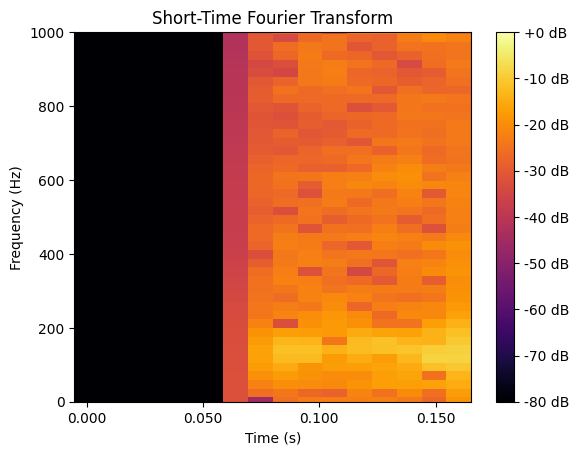 Short-Time Fourier Transform
1000
800
600
400
200
0
Frequency (Hz)
0.000
0.050
0.100
0.150
Time (s)
+0 dB
-10 dB
-20 dB
-30 dB
-40 dB
-50 dB
-60 dB
-70 dB
-80 dB